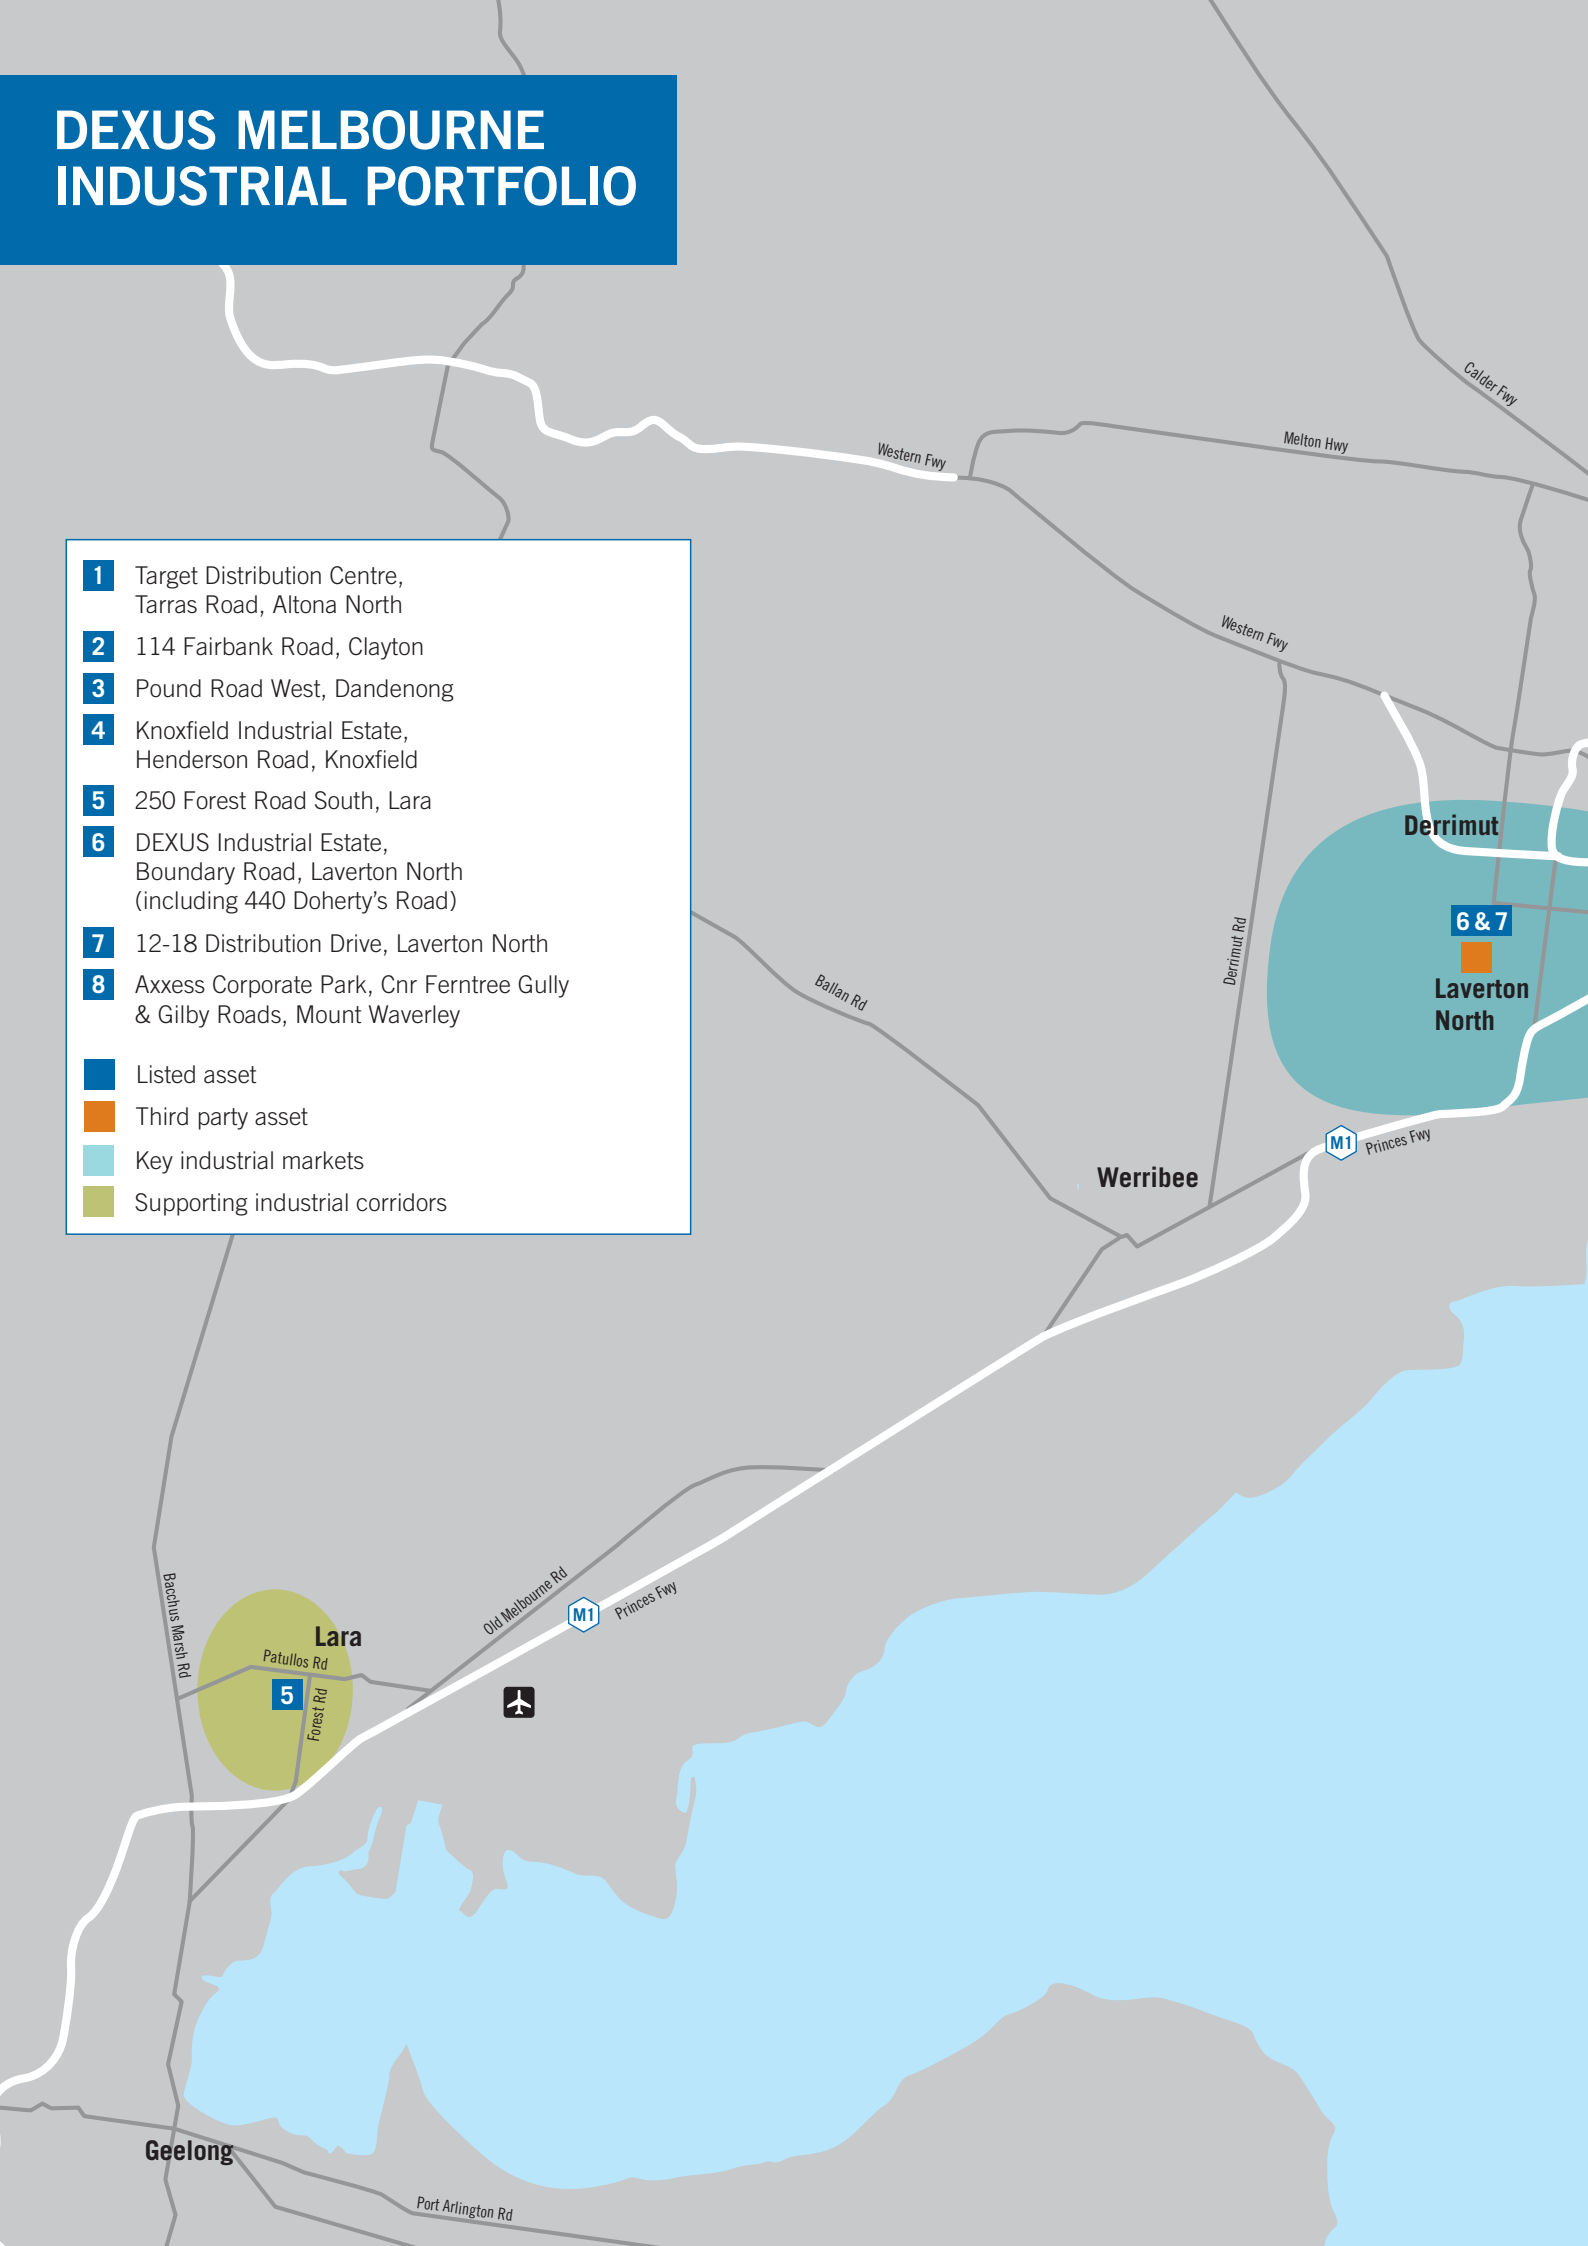 DEXUS MELBOURNE
INDUSTRIAL PORTFOLIO
Calder Fwy
Melton Hwy
Western Fwy
1 Target Distribution Centre,
Tarras Road, Altona North
2 114 Fairbank Road, Clayton
3 Pound Road West, Dandenong
4 Knoxfield Industrial Estate,
Henderson Road, Knoxfield
5 250 Forest Road South, Lara
6 DEXUS Industrial Estate,
Boundary Road, Laverton North
(including 440 Doherty’s Road)
7 12-18 Distribution Drive, Laverton North
8 Axxess Corporate Park, Cnr Ferntree Gully
& Gilby Roads, Mount Waverley
Listed asset
Third party asset
Key industrial markets
Supporting industrial corridors
Western Fwy
Derrimut
6 & 7
Laverton
North
Derrimut Rd
Ballan Rd
M1
Princes Fwy
Werribee
Old Melbourne Rd
M1
Princes Fwy
Bacchus Marsh Rd
Lara
Patullos Rd
5
Forest Rd
Geelong
Port Arlington Rd